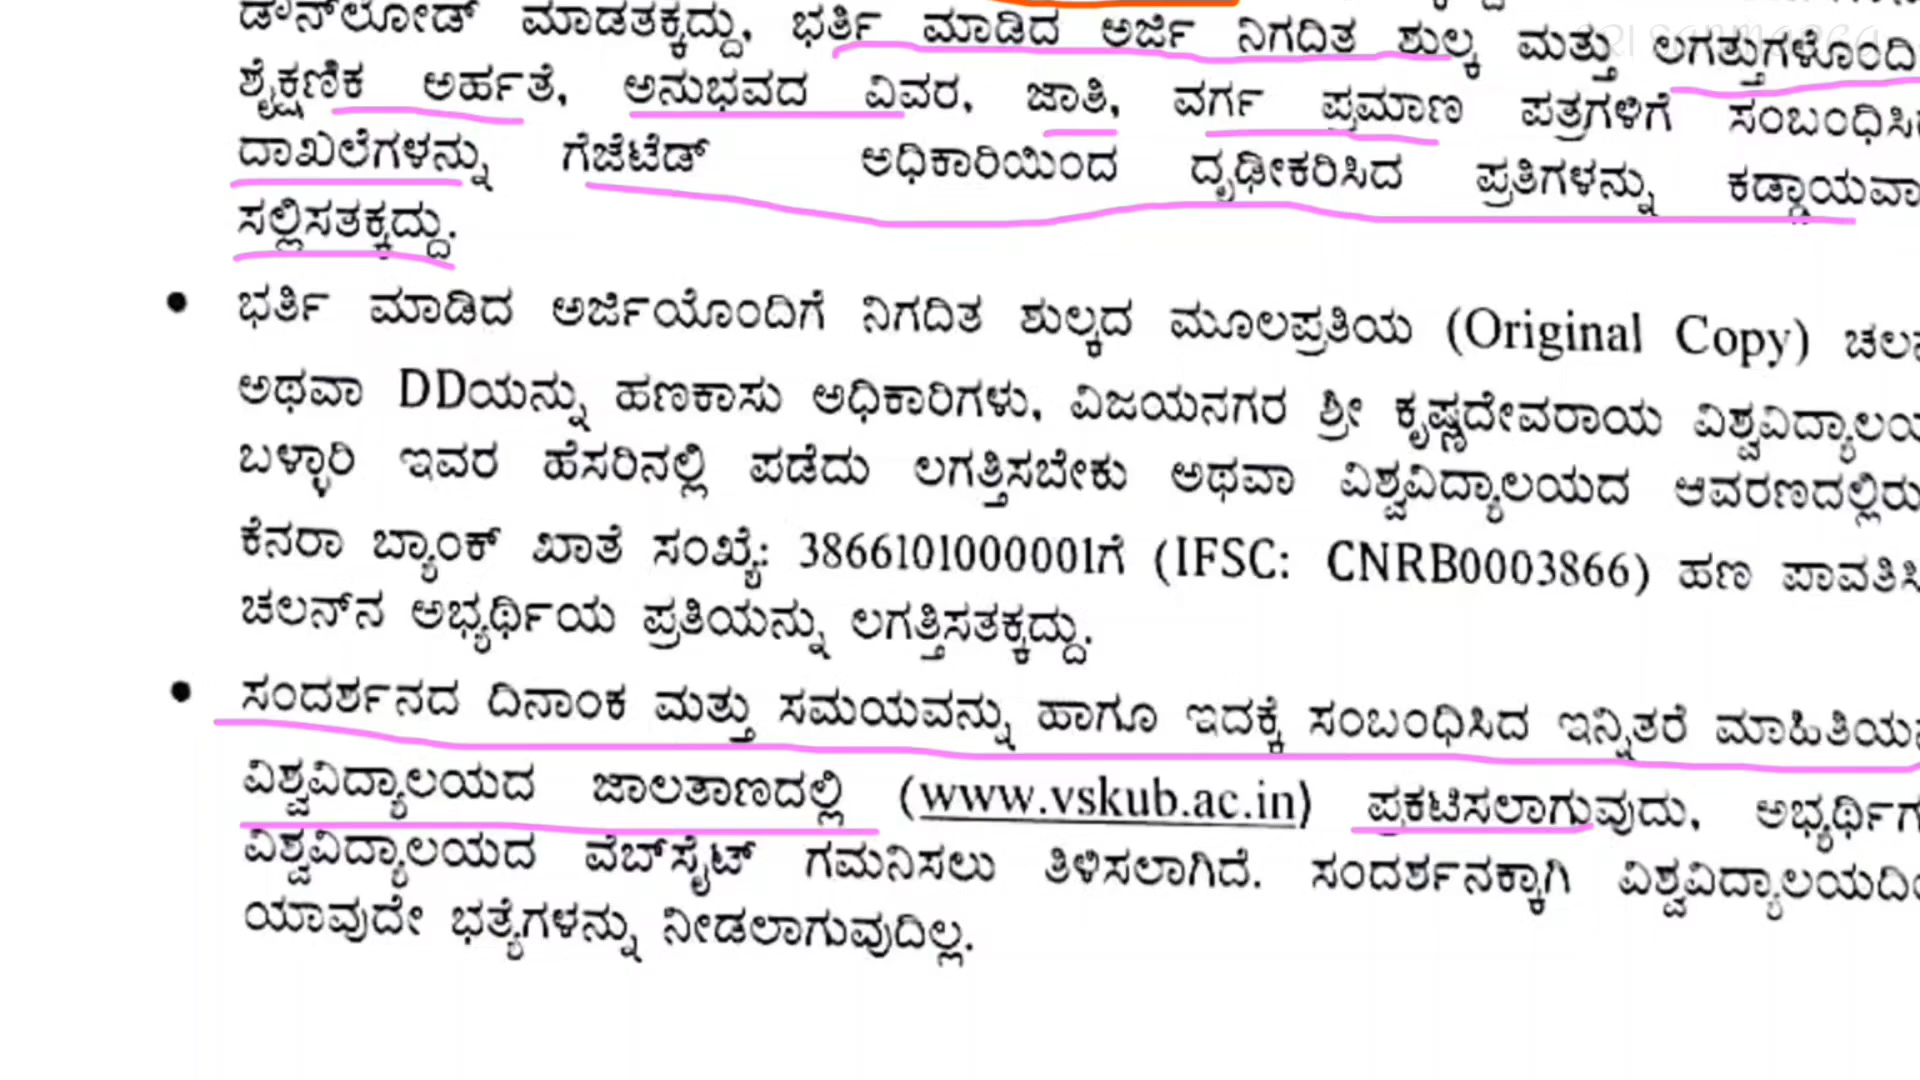 ಡೌನ್‌ಲೋಡ್ ಮಾಡತಕ್ಕದ್ದು, ಭರ್ತಿ ಮಾಡಿದ ಅರ್ಜಿ ನಿಗದಿತ ಶುಲ್ಕ ಮತ್ತು ಲಗತ್ತುಗಳೊಂದಿ
ಶೈಕ್ಷಣಿಕ ಅರ್ಹತೆ, ಅನುಭವದ ವಿವರ, ಜಾತಿ, ವರ್ಗ ಪ್ರಮಾಣ ಪತ್ರಗಳಿಗೆ ಸಂಬಂಧಿಸಿ
ದಾಖಲೆಗಳನ್ನು ಗೆಜೆಟೆಡ್ ಅಧಿಕಾರಿಯಿಂದ ದೃಢೀಕರಿಸಿದ ಪ್ರತಿಗಳನ್ನು ಕಡ್ಡಾಯವಾ
ಸಲ್ಲಿಸತಕ್ಕದ್ದು.
• ಭರ್ತಿ ಮಾಡಿದ ಅರ್ಜಿಯೊಂದಿಗೆ ನಿಗದಿತ ಶುಲ್ಕದ ಮೂಲಪ್ರತಿಯ (Original Copy) ಚಲ
ಅಥವಾ DDಯನ್ನು ಹಣಕಾಸು ಅಧಿಕಾರಿಗಳು, ವಿಜಯನಗರ ಶ್ರೀ ಕೃಷ್ಣದೇವರಾಯ ವಿಶ್ವವಿದ್ಯಾಲಯ
ಬಳ್ಳಾರಿ ಇವರ ಹೆಸರಿನಲ್ಲಿ ಪಡೆದು ಲಗತ್ತಿಸಬೇಕು ಅಥವಾ ವಿಶ್ವವಿದ್ಯಾಲಯದ ಆವರಣದಲ್ಲಿರು
ಕೆನರಾ ಬ್ಯಾಂಕ್ ಖಾತೆ ಸಂಖ್ಯೆ: 3866101000001ಗೆ (IFSC: CNRB0003866) ಹಣ ಪಾವತಿಸಿ
ಚಲನ್‌ನ ಅಭ್ಯರ್ಥಿಯ ಪ್ರತಿಯನ್ನು ಲಗತ್ತಿಸತಕ್ಕದ್ದು.
• ಸಂದರ್ಶನದ ದಿನಾಂಕ ಮತ್ತು ಸಮಯವನ್ನು ಹಾಗೂ ಇದಕ್ಕೆ ಸಂಬಂಧಿಸಿದ ಇನ್ನಿತರೆ ಮಾಹಿತಿಯ
ವಿಶ್ವವಿದ್ಯಾಲಯದ ಜಾಲತಾಣದಲ್ಲಿ (www.vskub.ac.in) ಪ್ರಕಟಿಸಲಾಗುವುದು, ಅಭ್ಯರ್ಥಿಗ
ವಿಶ್ವವಿದ್ಯಾಲಯದ ವೆಬ್‌ಸೈಟ್ ಗಮನಿಸಲು ತಿಳಿಸಲಾಗಿದೆ. ಸಂದರ್ಶನಕ್ಕಾಗಿ ವಿಶ್ವವಿದ್ಯಾಲಯದಿಂ
ಯಾವುದೇ ಭತ್ಯೆಗಳನ್ನು ನೀಡಲಾಗುವುದಿಲ್ಲ.